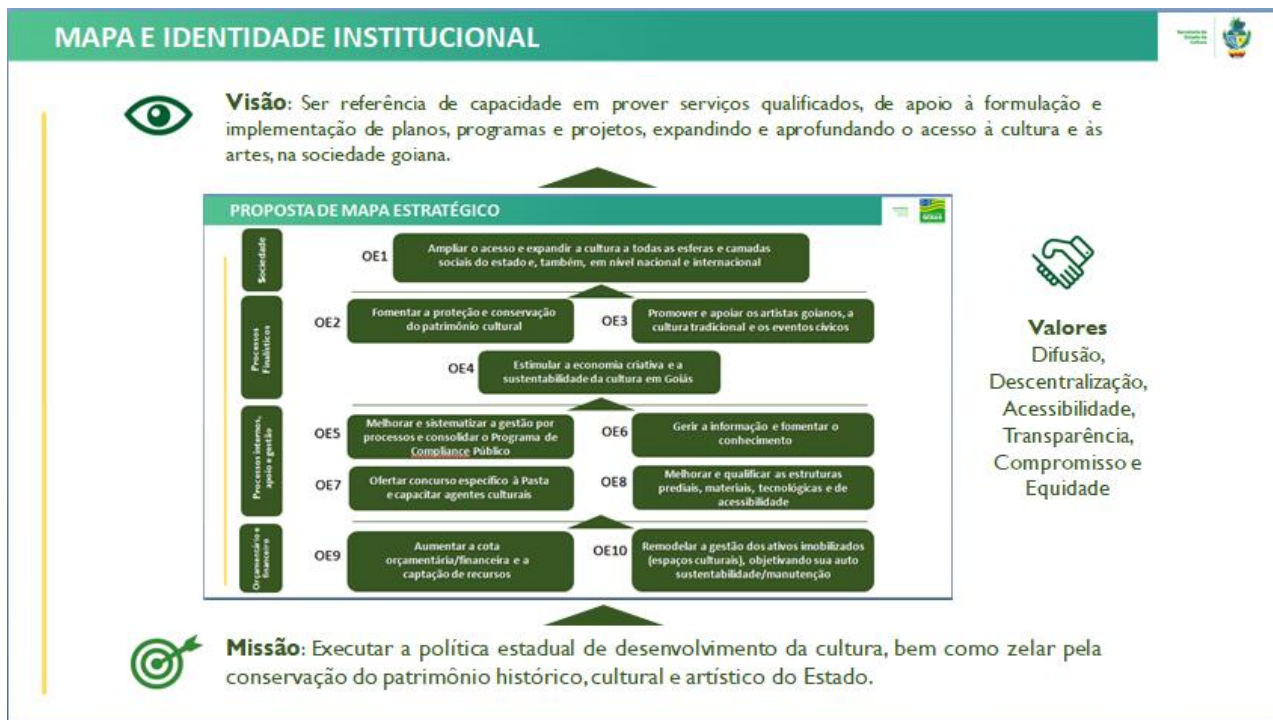 MAPA E IDENTIDADE INSTITUCIONAL
Secretaria de
Estado da
Cultura
Visão: Ser referência de capacidade em prover serviços qualificados, de apoio à formulação e
implementação de planos, programas e projetos, expandindo e aprofundando o acesso à cultura e às
artes, na sociedade goiana.
PROPOSTA DE MAPA ESTRATÉGICO
Sociedade
OE1
Ampliar o acesso e expandir a cultura a todas as esferas e camadas
sociais do estado e, também, em nível nacional e internacional
Processos
Finalísticos
OE2
Fomentar a proteção e conservação
do patrimônio cultural
OE3
Promover e apoiar os artistas goianos, a
cultura tradicional e os eventos cívicos
OE4
Estimular a economia criativa e a
sustentabilidade da cultura em Goiás
Processos internos,
apoio e gestão
OE5
Melhorar e sistematizar a gestão por
processos e consolidar o Programa de
Compliance Público
OE6
Gerir a informação e fomentar o
conhecimento
OE7
Ofertar concurso específico à Pasta
e capacitar agentes culturais
OE8
Melhorar e qualificar as estruturas
prediais, materiais, tecnológicas e de
acessibilidade
Orçamentário e
financeiro
OE9
Aumentar a cota
orçamentária/financeira e a
captação de recursos
OE10
Remodelar a gestão dos ativos imobilizados
(espaços culturais), objetivando sua auto
sustentabilidade/manutenção
Valores
Difusão,
Descentralização,
Acessibilidade,
Transparência,
Compromisso e
Equidade
Missão: Executar a política estadual de desenvolvimento da cultura, bem como zelar pela
conservação do patrimônio histórico, cultural e artístico do Estado.